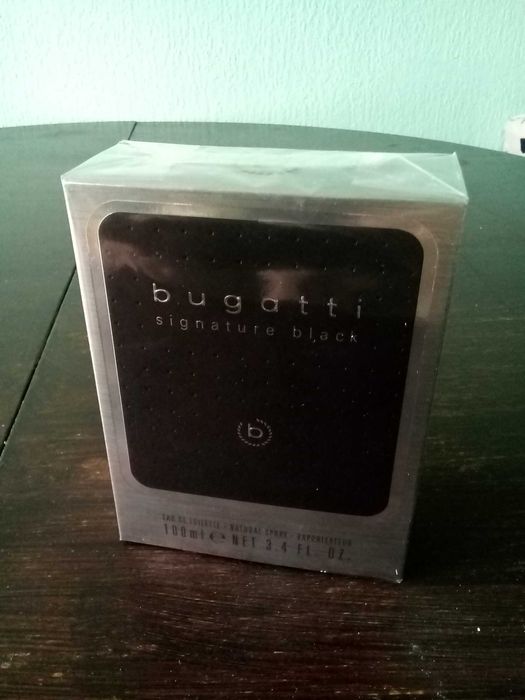 bugatti
signature black
b
EAU DE TOILETTE · NATURAL SPRAY · VAPORISATEUR
100ml ℮ NET 3.4 FL. OZ.